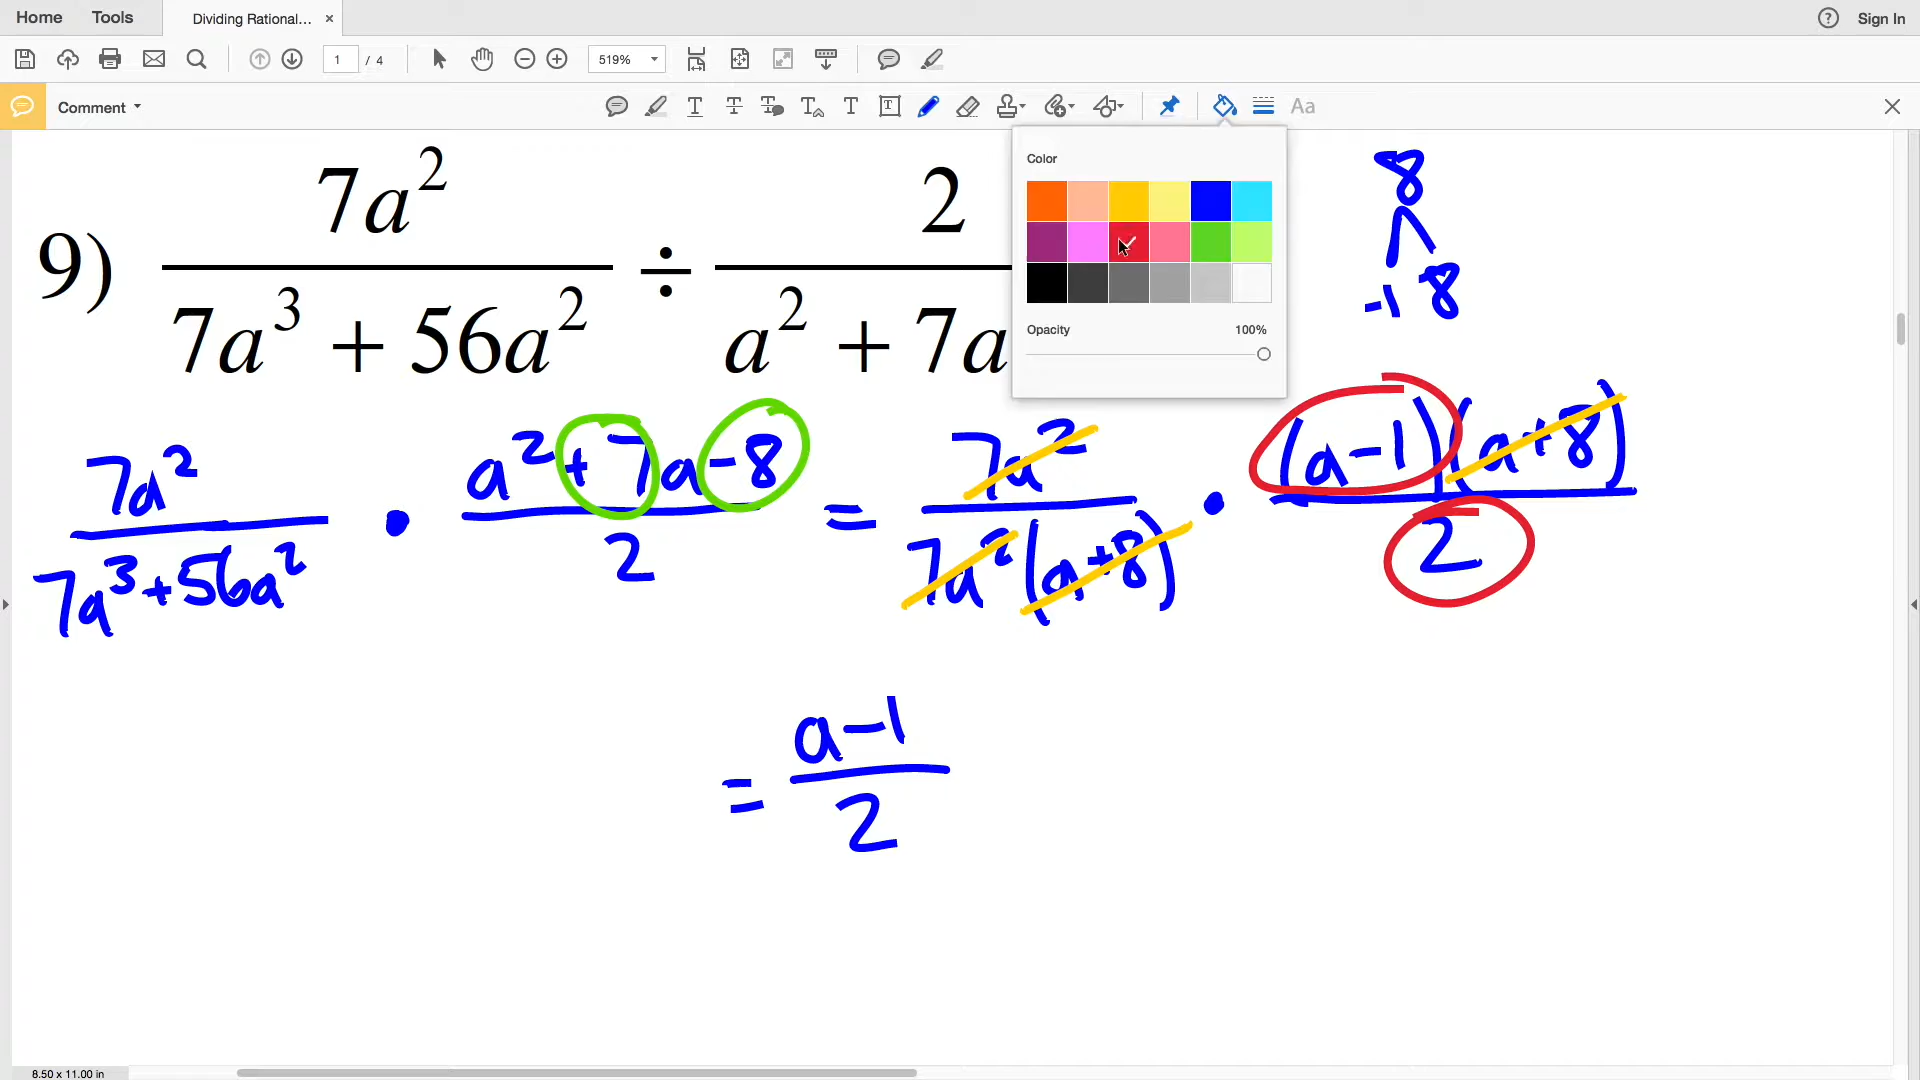 Home Tools Dividing Rational... × ? Sign In
1 / 4 519%
Comment T T T T T T Aa
Color
Opacity 100%
9) 7a² / (7a³ + 56a²) ÷ 2 / (a² + 7a
8
-1 8
7a² / (7a³+56a²) • (a²+7a-8) / 2 = 7a² / (7a²(a+8)) • (a-1)(a+8) / 2
= (a-1) / 2
8.50 x 11.00 in